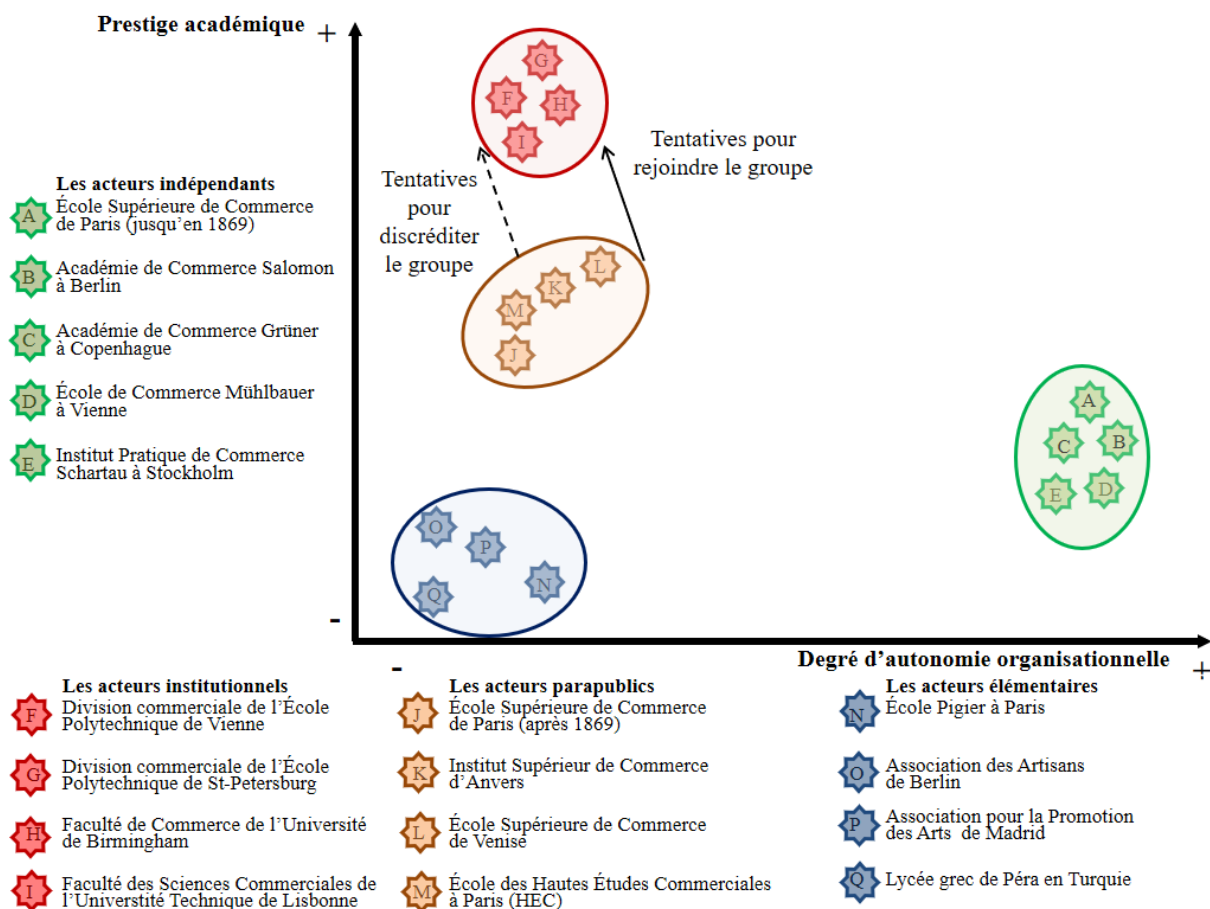 Prestige académique
+
G
F
H
I
Tentatives pour
rejoindre le groupe
Tentatives
pour
discréditer
le groupe
L
K
M
J
Les acteurs indépendants
A
École Supérieure de Commerce
de Paris (jusqu'en 1869)
B
Académie de Commerce Salomon
à Berlin
C
Académie de Commerce Grüner
à Copenhague
D
École de Commerce Mühlbauer
à Vienne
E
Institut Pratique de Commerce
Schartau à Stockholm
A
C
B
E
D
O
P
N
Q
-
-
Degré d'autonomie organisationnelle
+
Les acteurs institutionnels
F
Division commerciale de l'École
Polytechnique de Vienne
G
Division commerciale de l'École
Polytechnique de St-Petersburg
H
Faculté de Commerce de l'Université
de Birmingham
I
Faculté des Sciences Commerciales de
l'Universtité Technique de Lisbonne
Les acteurs parapublics
J
École Supérieure de Commerce
de Paris (après 1869)
K
Institut Supérieur de Commerce
d'Anvers
L
École Supérieure de Commerce
de Venise
M
École des Hautes Études Commerciales
à Paris (HEC)
Les acteurs élémentaires
N
École Pigier à Paris
O
Association des Artisans
de Berlin
P
Association pour la Promotion
des Arts de Madrid
Q
Lycée grec de Péra en Turquie